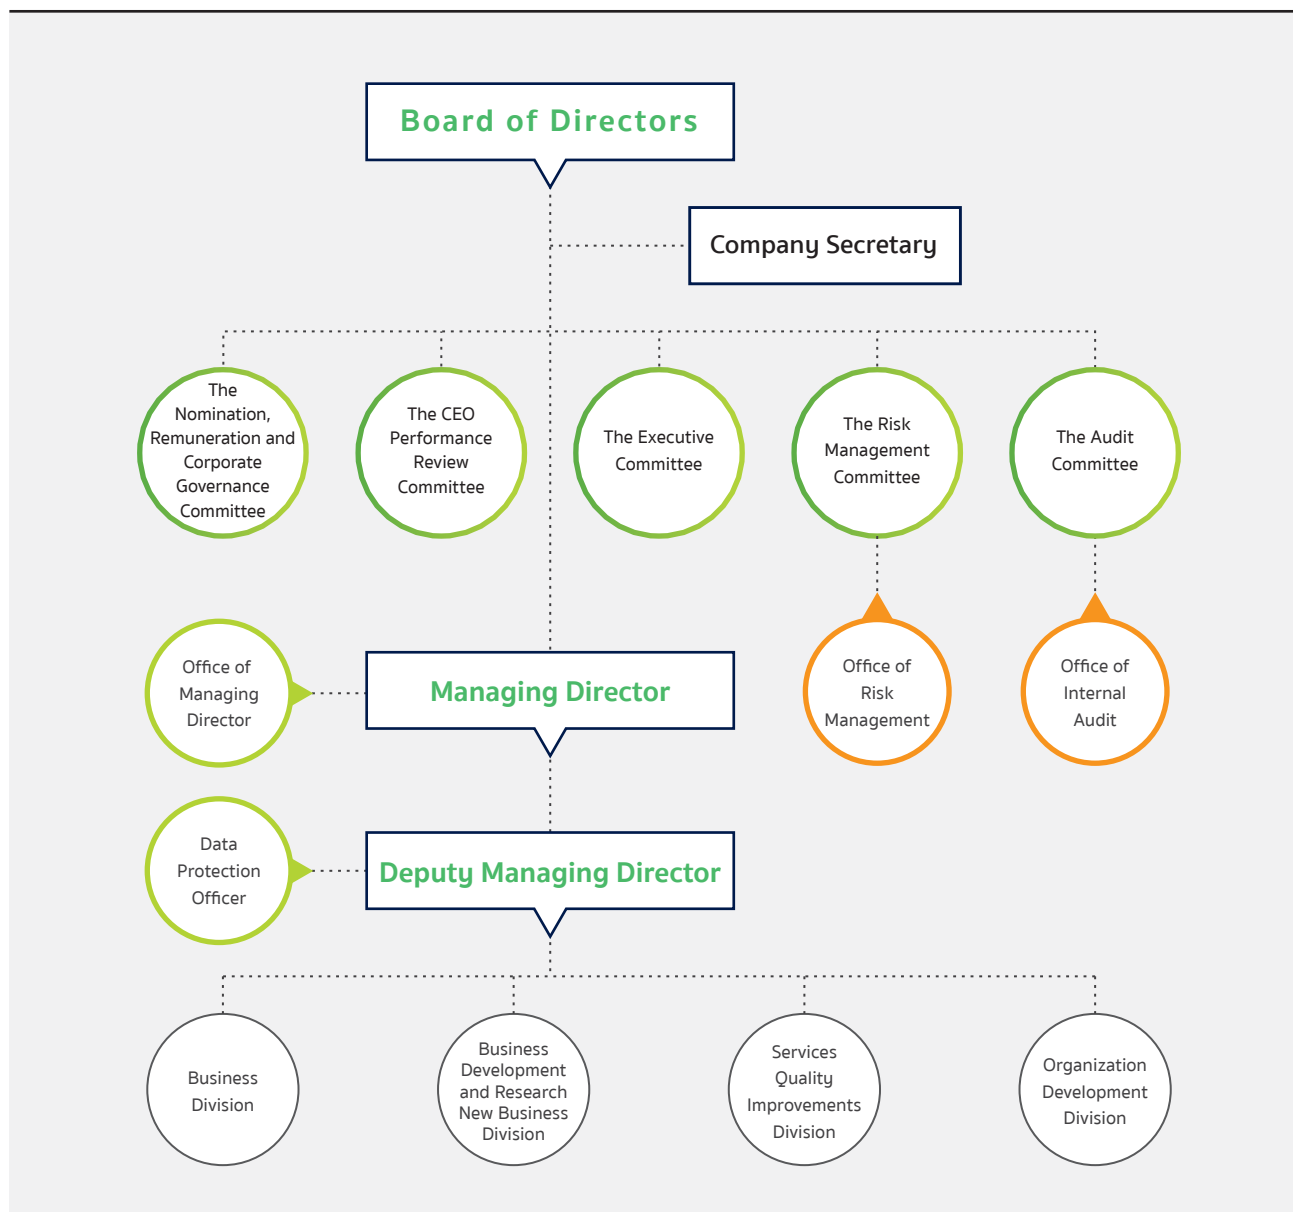 Board of Directors
Company Secretary
The
Nomination,
Remuneration and
Corporate
Governance
Committee
The CEO
Performance
Review
Committee
The Executive
Committee
The Risk
Management
Committee
The Audit
Committee
Office of
Managing
Director
Managing Director
Office of
Risk
Management
Office of
Internal
Audit
Data
Protection
Officer
Deputy Managing Director
Business
Division
Business
Development
and Research
New Business
Division
Services
Quality
Improvements
Division
Organization
Development
Division